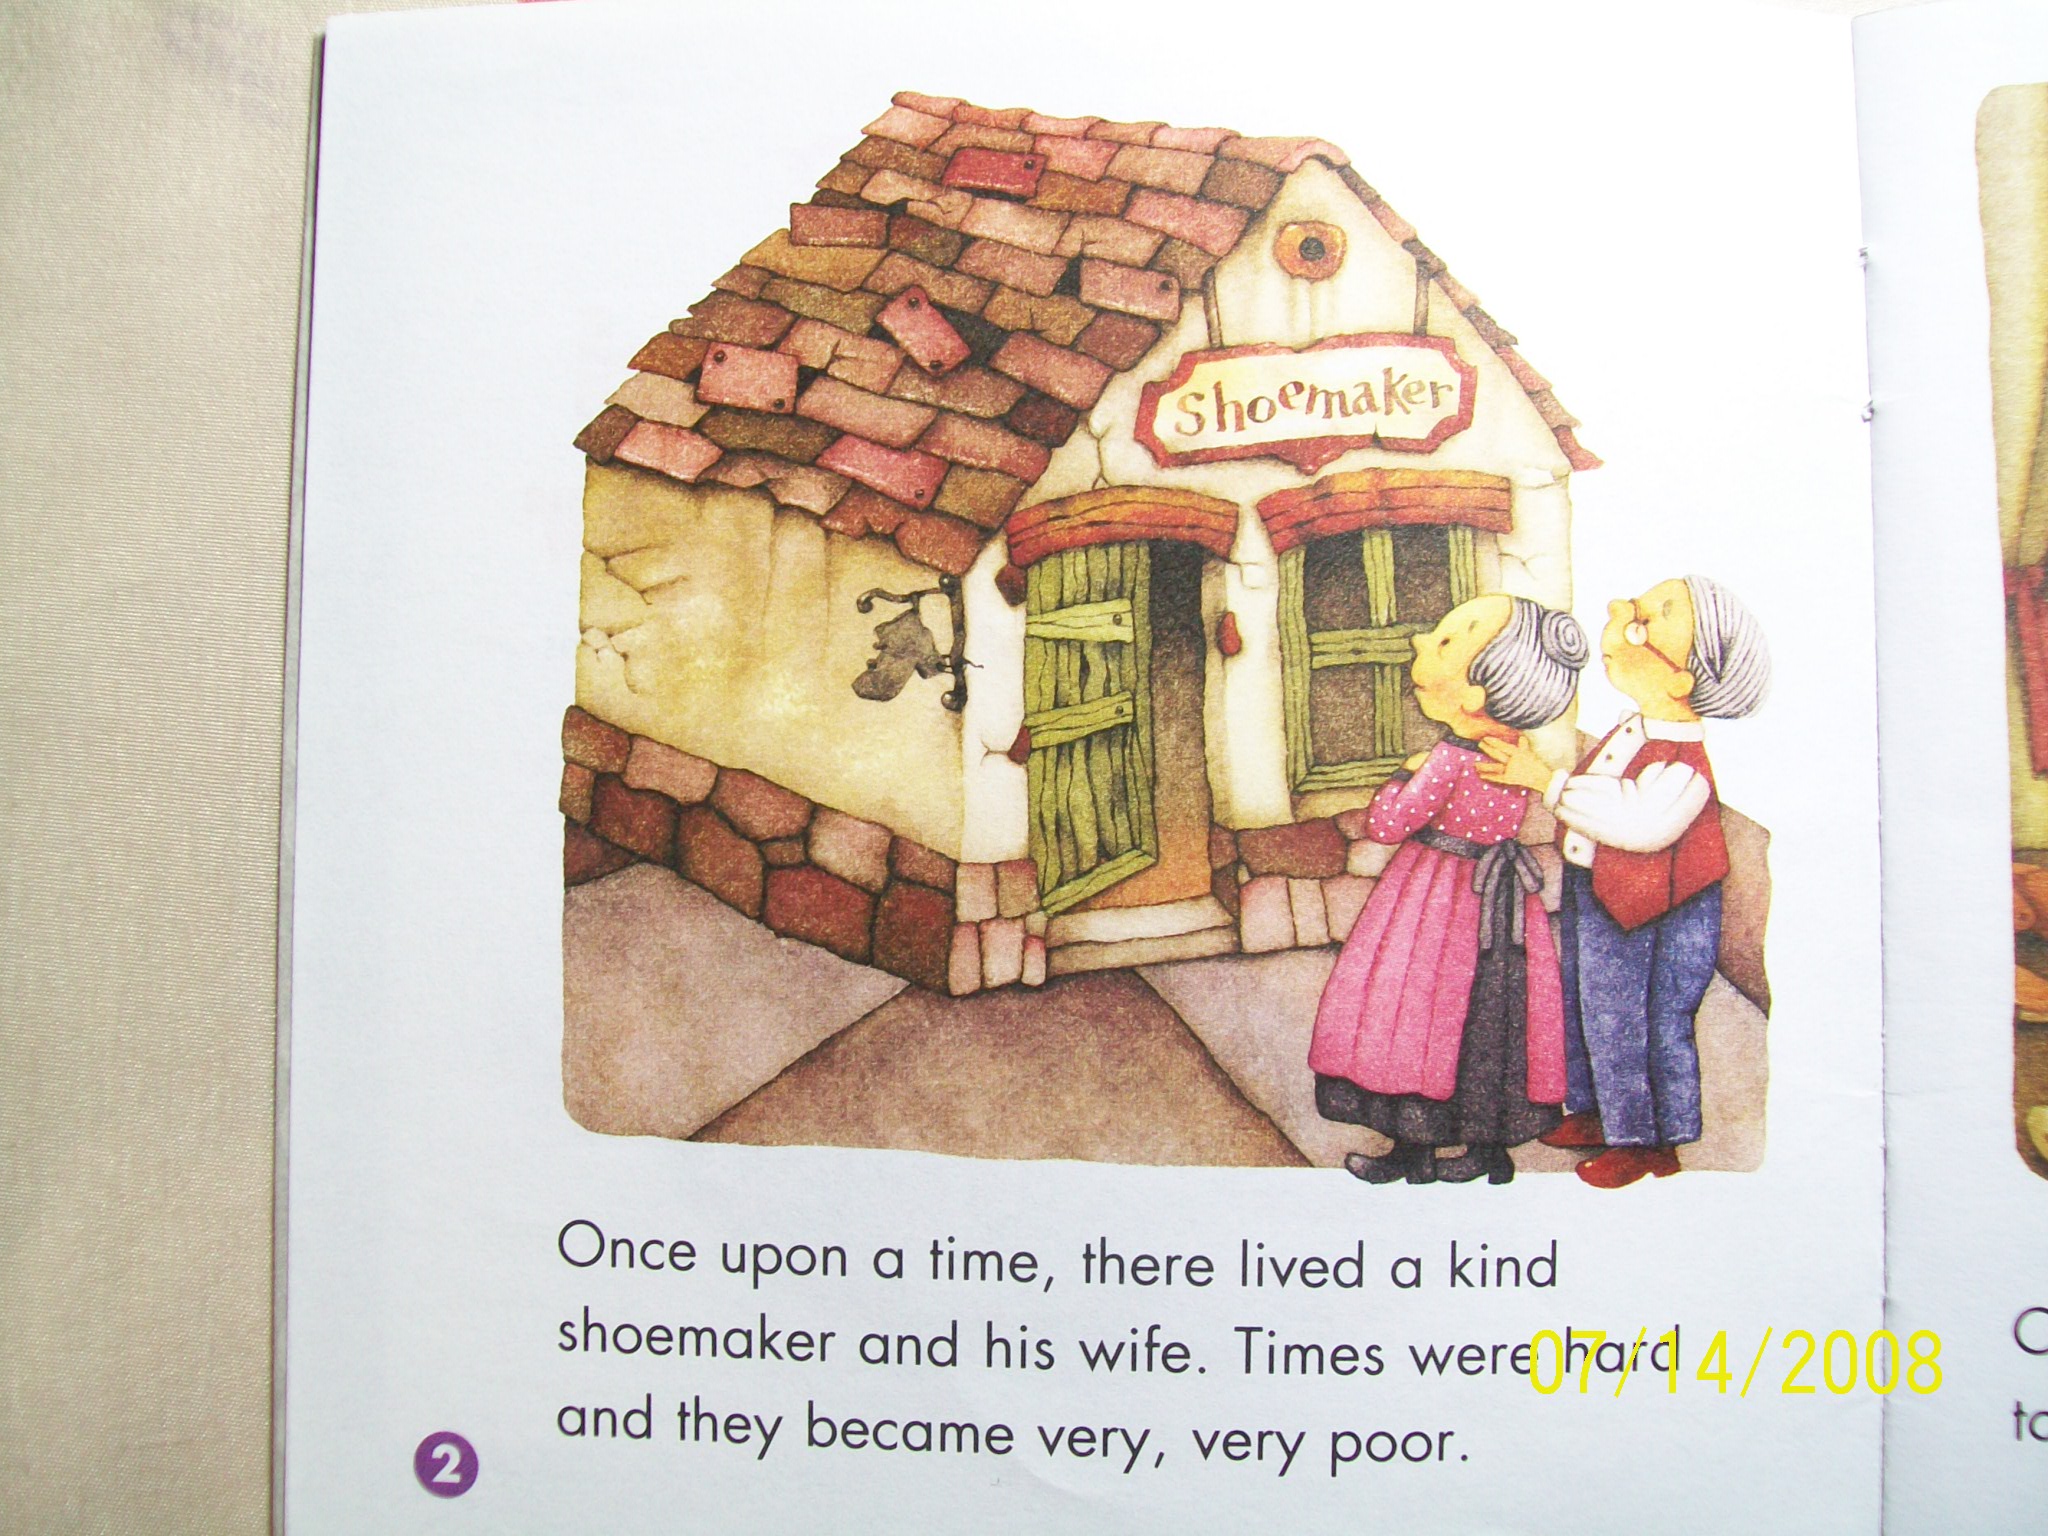 Shoemaker
Once upon a time, there lived a kind
shoemaker and his wife. Times were hard
and they became very, very poor.
2
07/14/2008